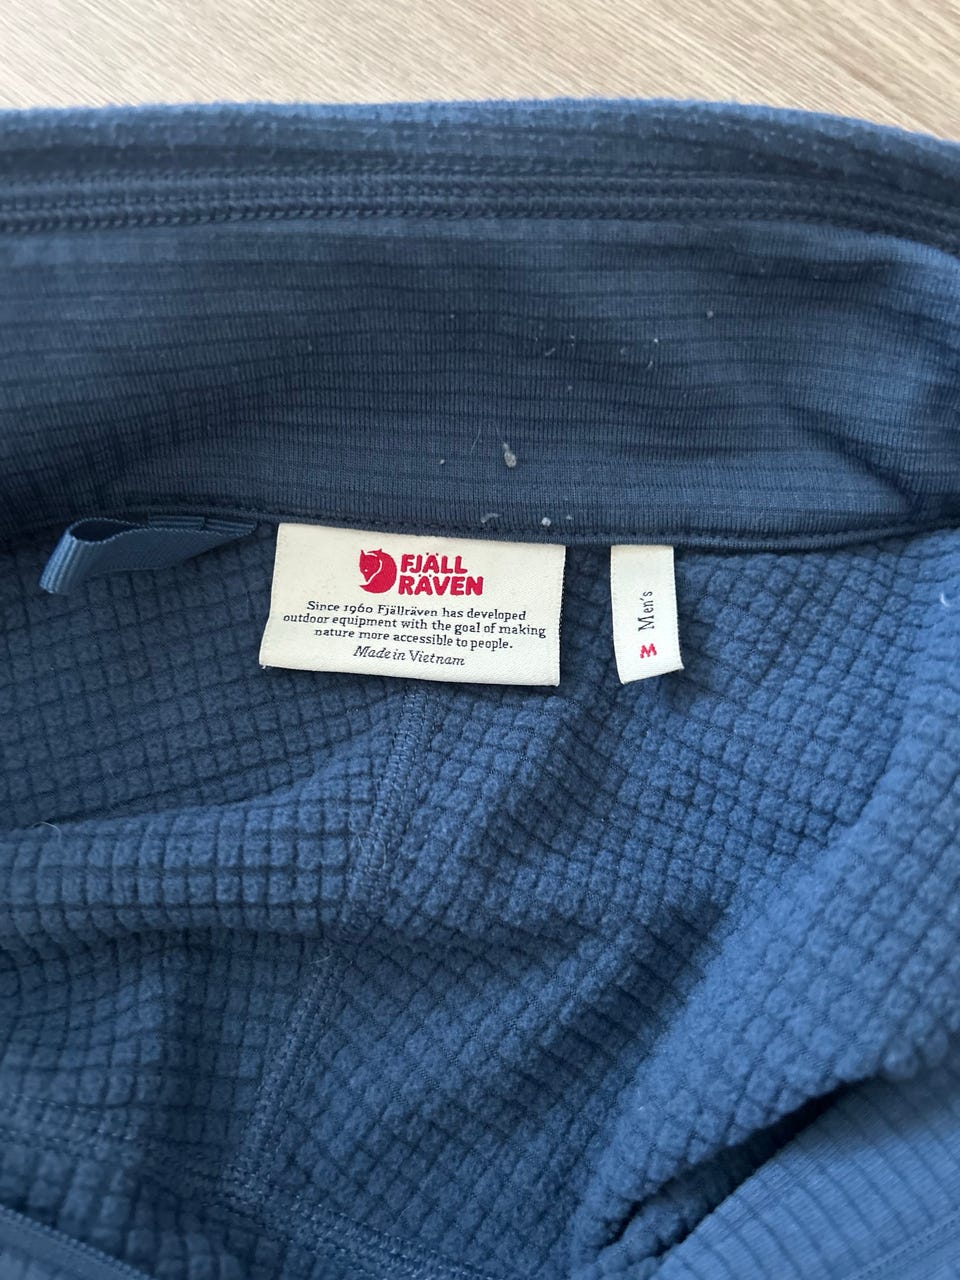 FJÄLL
RÄVEN
Since 1960 Fjällräven has developed
outdoor equipment with the goal of making
nature more accessible to people.
Made in Vietnam
Men's
M